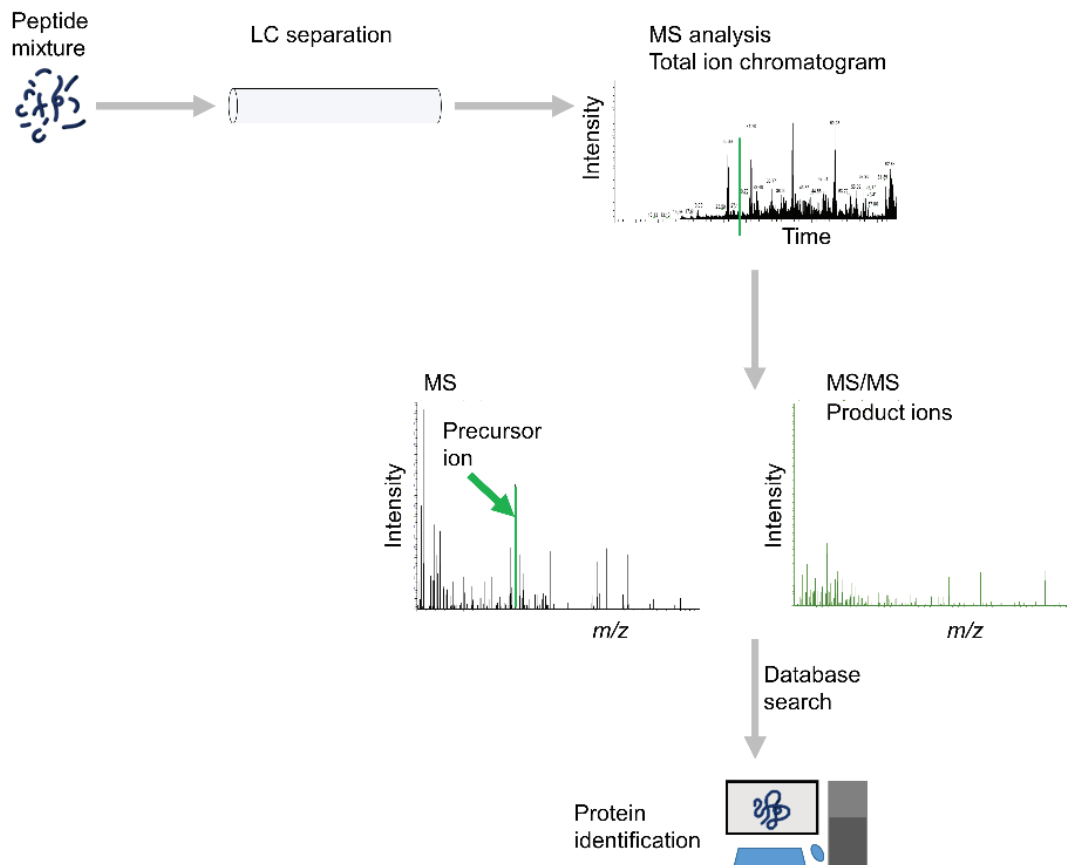 Peptide
mixture
LC separation
MS analysis
Total ion chromatogram
Intensity
Time
MS
Precursor
ion
Intensity
m/z
MS/MS
Product ions
Intensity
m/z
Database
search
Protein
identification